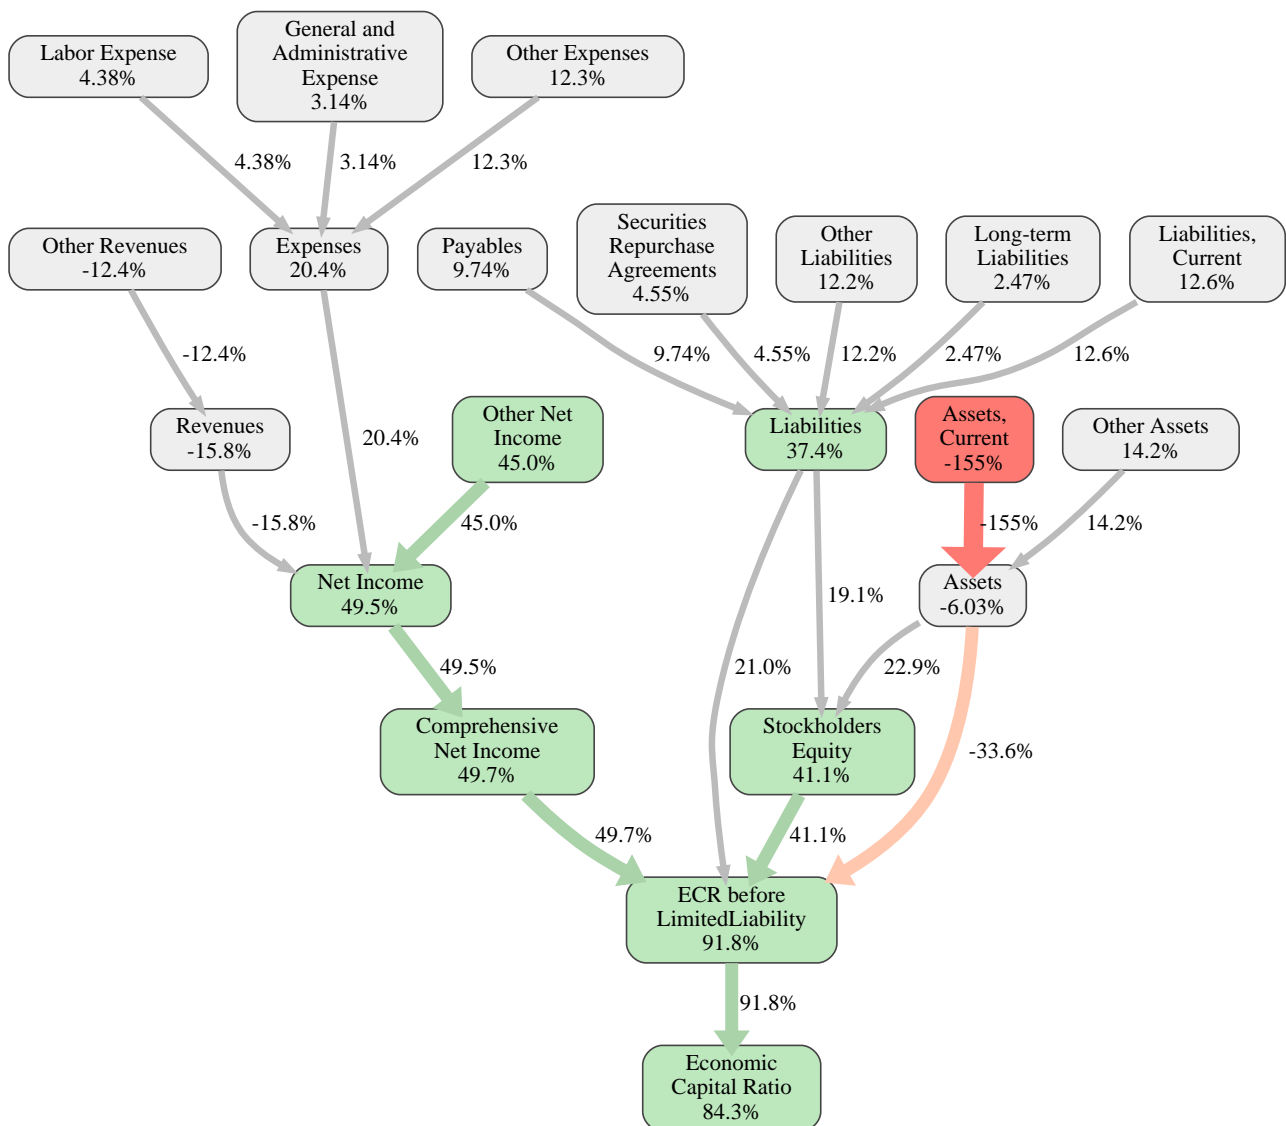 Labor Expense
4.38%
General and
Administrative
Expense
3.14%
Other Expenses
12.3%
4.38%
3.14%
12.3%
Other Revenues
-12.4%
Expenses
20.4%
Payables
9.74%
Securities
Repurchase
Agreements
4.55%
Other
Liabilities
12.2%
Long-term
Liabilities
2.47%
Liabilities,
Current
12.6%
-12.4%
9.74%
4.55%
12.2%
2.47%
12.6%
Revenues
-15.8%
20.4%
Other Net
Income
45.0%
Liabilities
37.4%
Assets,
Current
-155%
Other Assets
14.2%
-15.8%
45.0%
-155%
14.2%
Net Income
49.5%
19.1%
Assets
-6.03%
49.5%
21.0%
22.9%
Comprehensive
Net Income
49.7%
Stockholders
Equity
41.1%
-33.6%
49.7%
41.1%
ECR before
LimitedLiability
91.8%
91.8%
Economic
Capital Ratio
84.3%